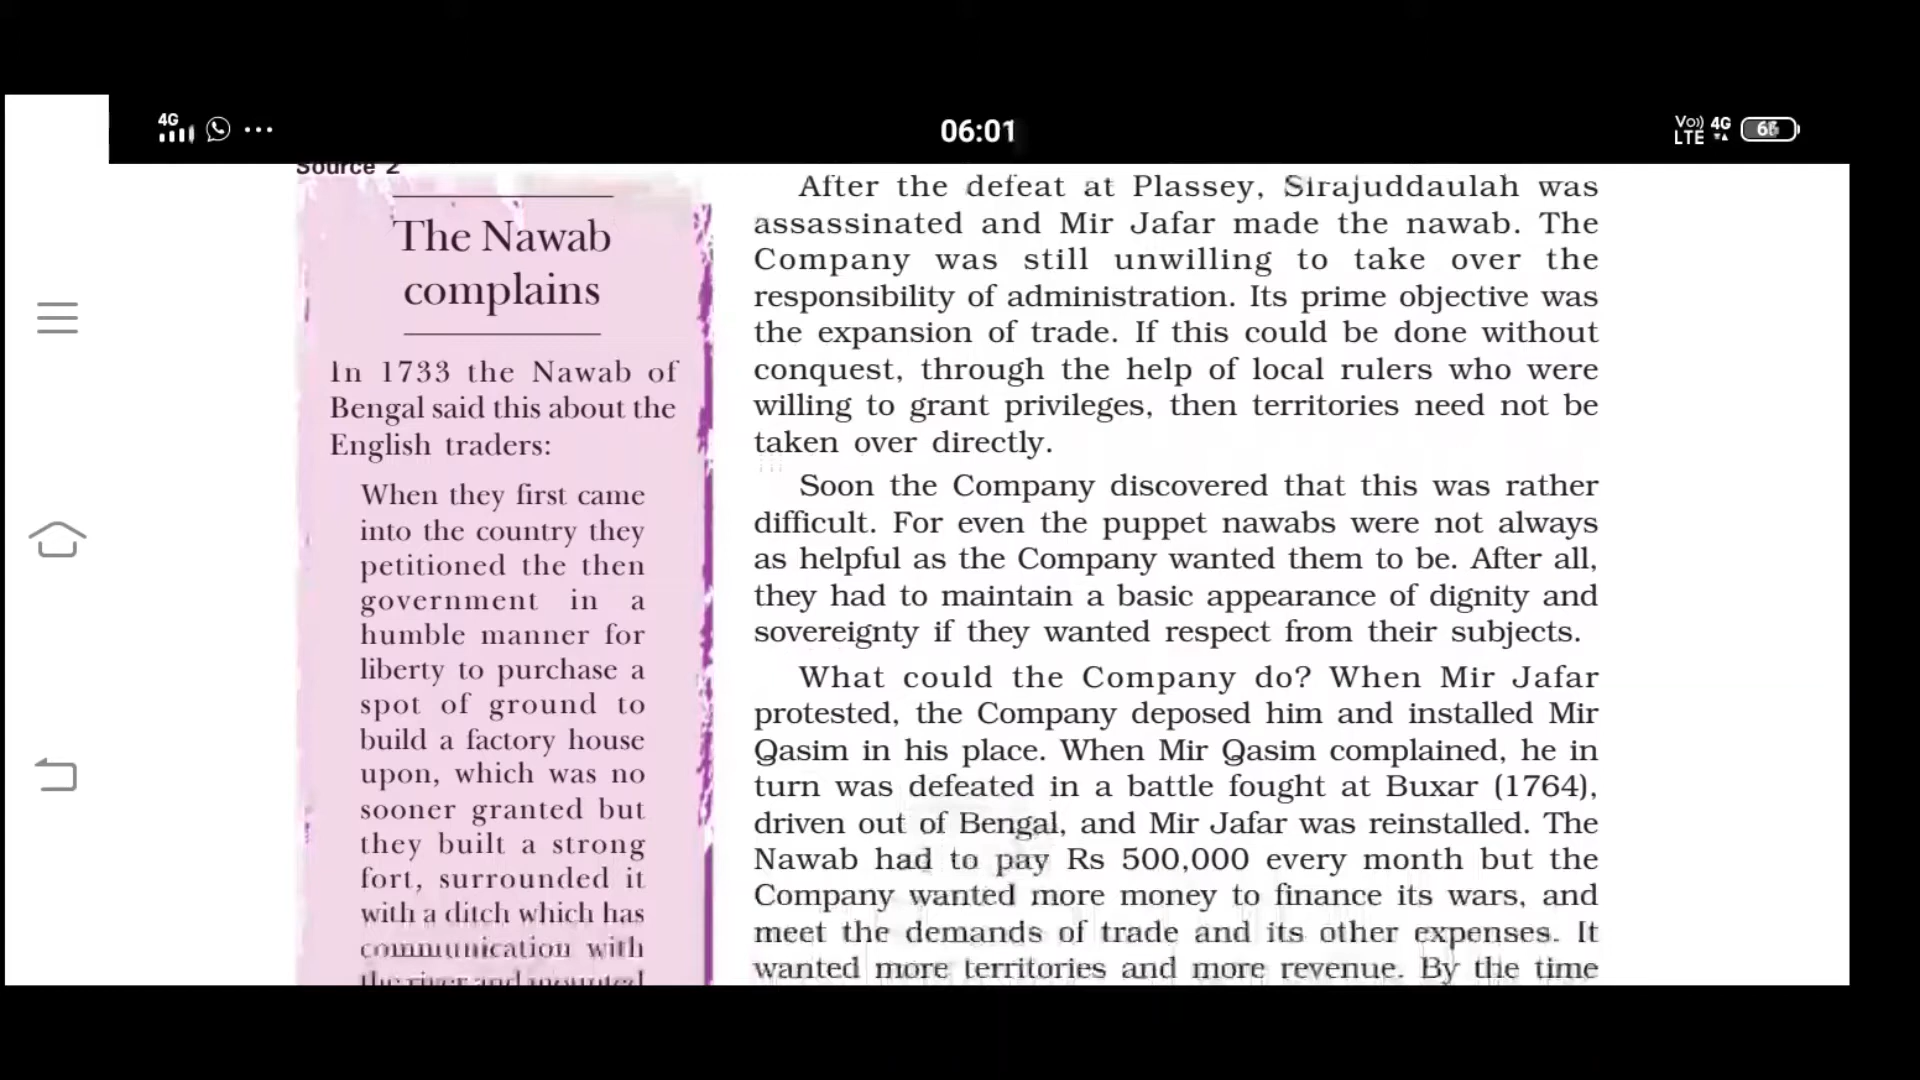 4G
06:01
Vo))
LTE
4G
Source 2
The Nawab
complains
In 1733 the Nawab of
Bengal said this about the
English traders:
When they first came
into the country they
petitioned the then
government in a
humble manner for
liberty to purchase a
spot of ground to
build a factory house
upon, which was no
sooner granted but
they built a strong
fort, surrounded it
with a ditch which has
communication with
the river and mounted
After the defeat at Plassey, Sirajuddaulah was
assassinated and Mir Jafar made the nawab. The
Company was still unwilling to take over the
responsibility of administration. Its prime objective was
the expansion of trade. If this could be done without
conquest, through the help of local rulers who were
willing to grant privileges, then territories need not be
taken over directly.
Soon the Company discovered that this was rather
difficult. For even the puppet nawabs were not always
as helpful as the Company wanted them to be. After all,
they had to maintain a basic appearance of dignity and
sovereignty if they wanted respect from their subjects.
What could the Company do? When Mir Jafar
protested, the Company deposed him and installed Mir
Qasim in his place. When Mir Qasim complained, he in
turn was defeated in a battle fought at Buxar (1764),
driven out of Bengal, and Mir Jafar was reinstalled. The
Nawab had to pay Rs 500,000 every month but the
Company wanted more money to finance its wars, and
meet the demands of trade and its other expenses. It
wanted more territories and more revenue. By the time